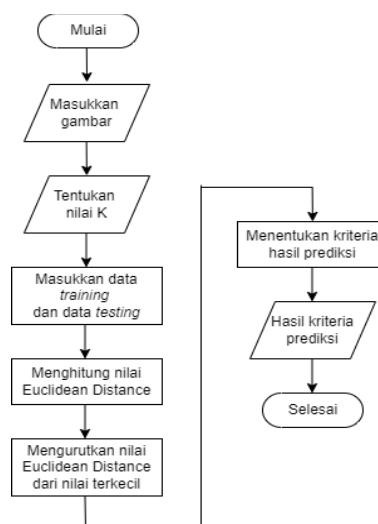 Mulai
Masukkan
gambar
Tentukan
nilai K
Masukkan data
training
dan data testing
Menghitung nilai
Euclidean Distance
Mengurutkan nilai
Euclidean Distance
dari nilai terkecil
Menentukan kriteria
hasil prediksi
Hasil kriteria
prediksi
Selesai